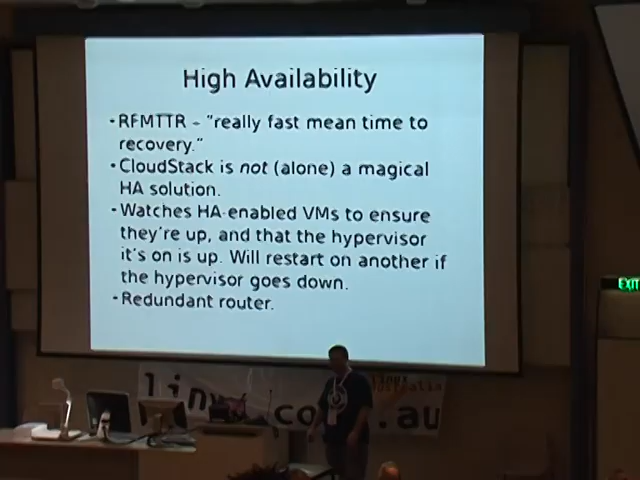 High Availability
-RFMTTR - "really fast mean time to
recovery."
-CloudStack is not (alone) a magical
HA solution.
-Watches HA-enabled VMs to ensure
they're up, and that the hypervisor
it's on is up. Will restart on another if
the hypervisor goes down.
-Redundant router.
EXIT
linux
.au